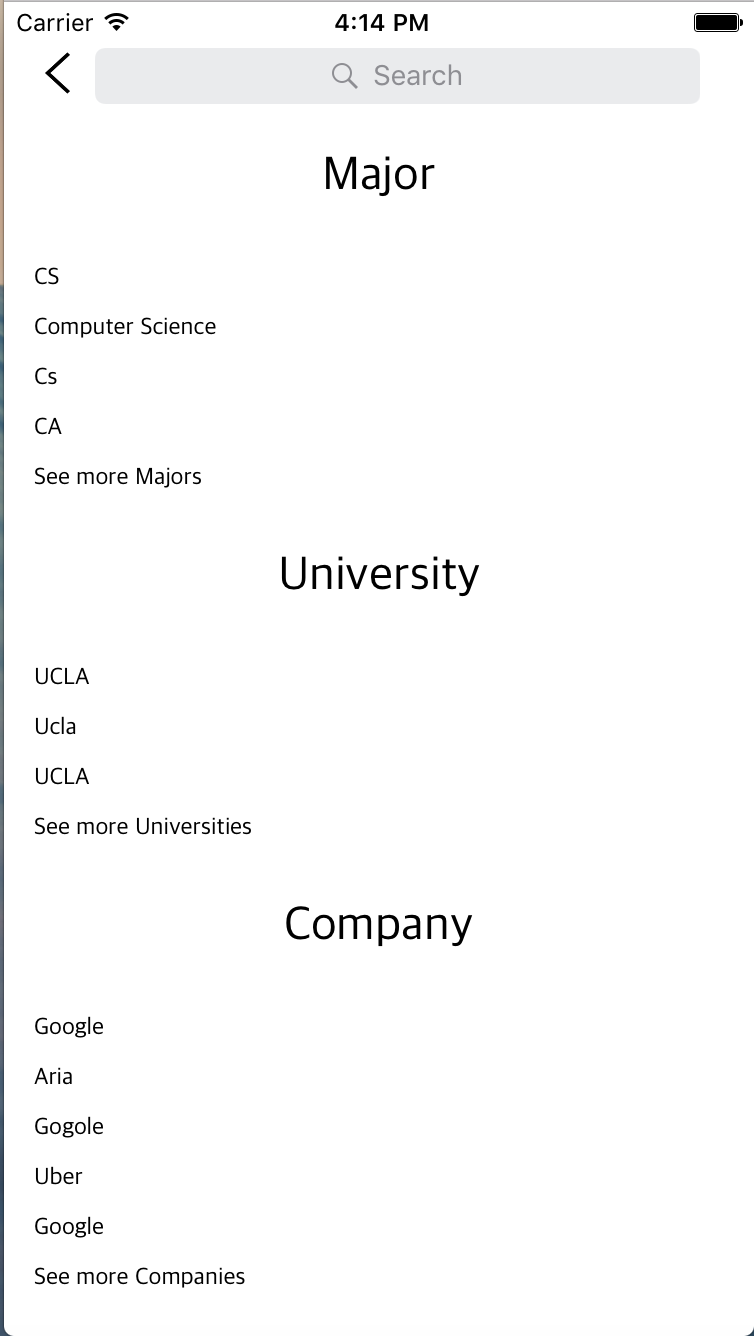 Carrier 4:14 PM
Search
Major
CS
Computer Science
Cs
CA
See more Majors
University
UCLA
Ucla
UCLA
See more Universities
Company
Google
Aria
Gogole
Uber
Google
See more Companies